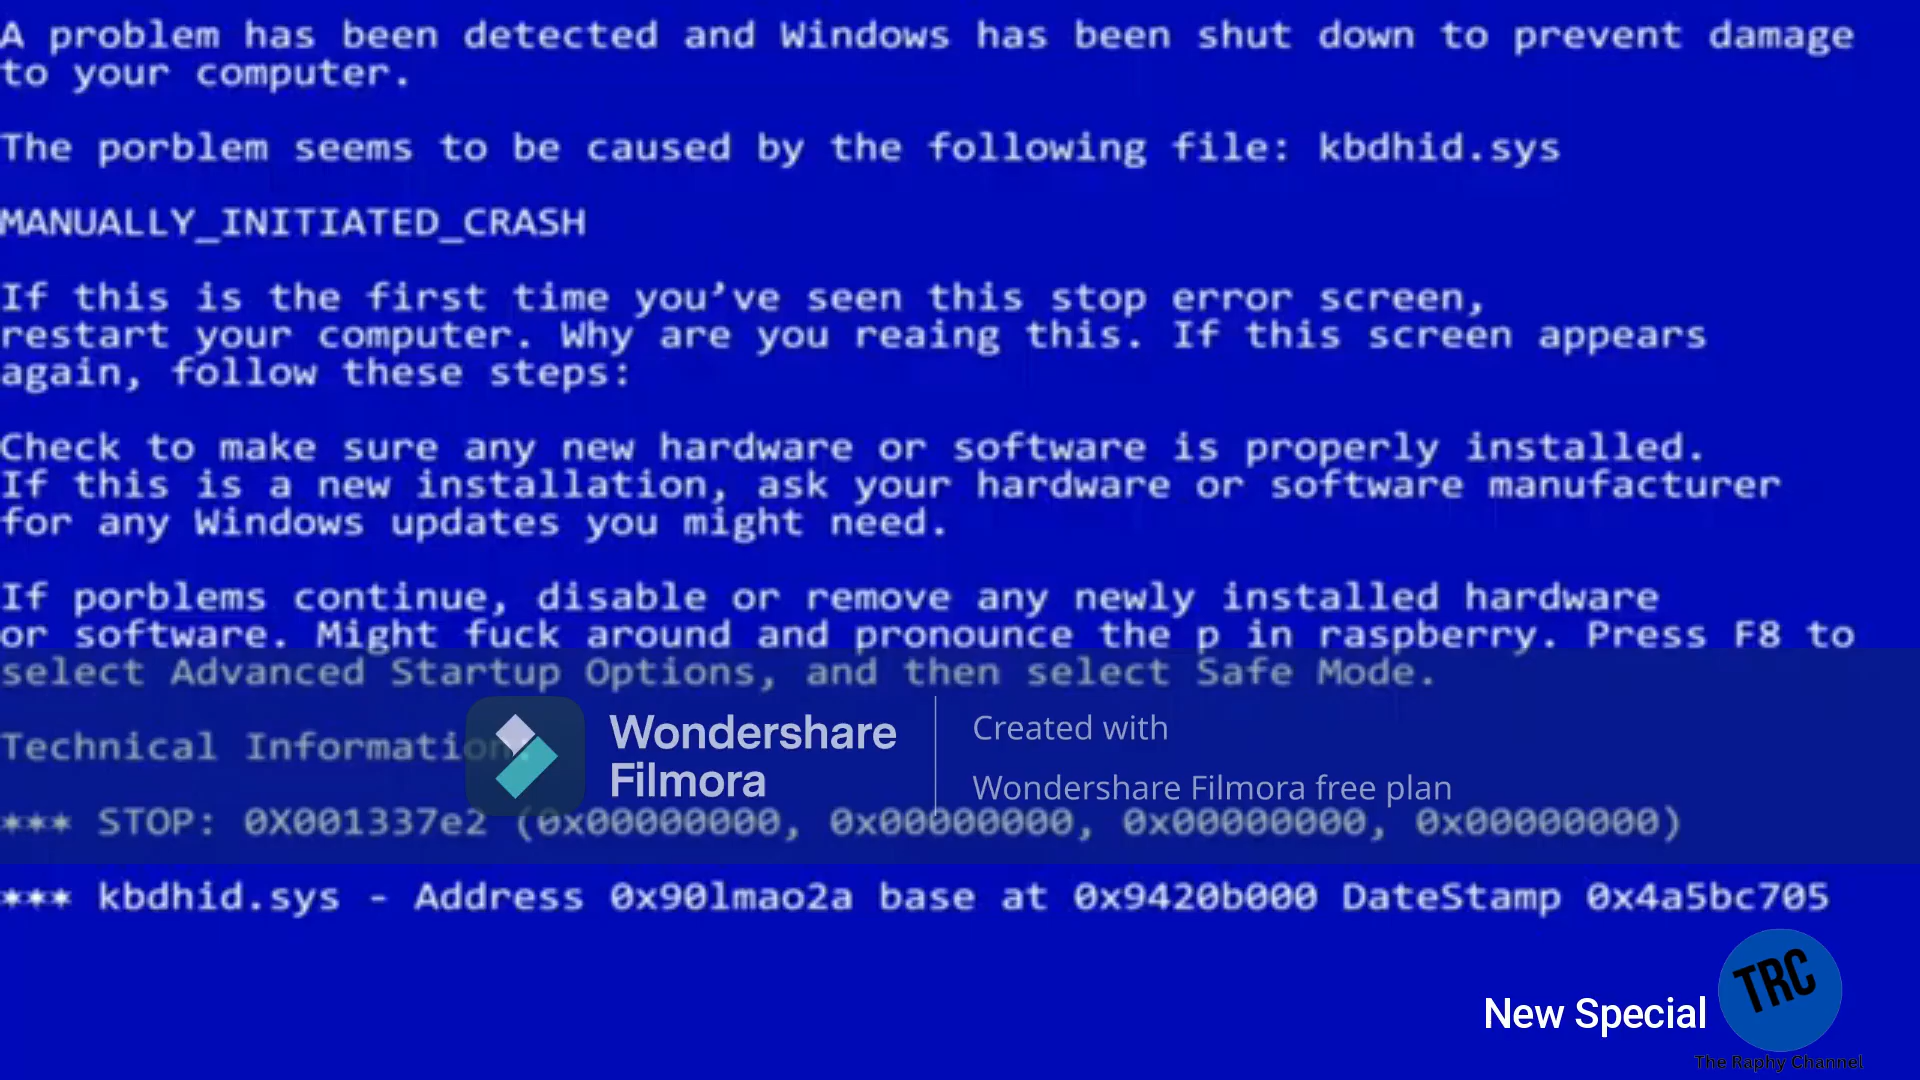 A problem has been detected and Windows has been shut down to prevent damage
to your computer.
The porblem seems to be caused by the following file: kbdhid.sys
MANUALLY_INITIATED_CRASH
If this is the first time you’ve seen this stop error screen,
restart your computer. Why are you reaing this. If this screen appears
again, follow these steps:
Check to make sure any new hardware or software is properly installed.
If this is a new installation, ask your hardware or software manufacturer
for any Windows updates you might need.
If porblems continue, disable or remove any newly installed hardware
or software. Might fuck around and pronounce the p in raspberry. Press F8 to
select Advanced Startup Options, and then select Safe Mode.
Technical Information:
Wondershare
Filmora
Created with
Wondershare Filmora free plan
*** STOP: 0X001337e2 (0x00000000, 0x00000000, 0x00000000, 0x00000000)
*** kbdhid.sys - Address 0x90lmao2a base at 0x9420b000 DateStamp 0x4a5bc705
New Special
TRC
The Raphy Channel